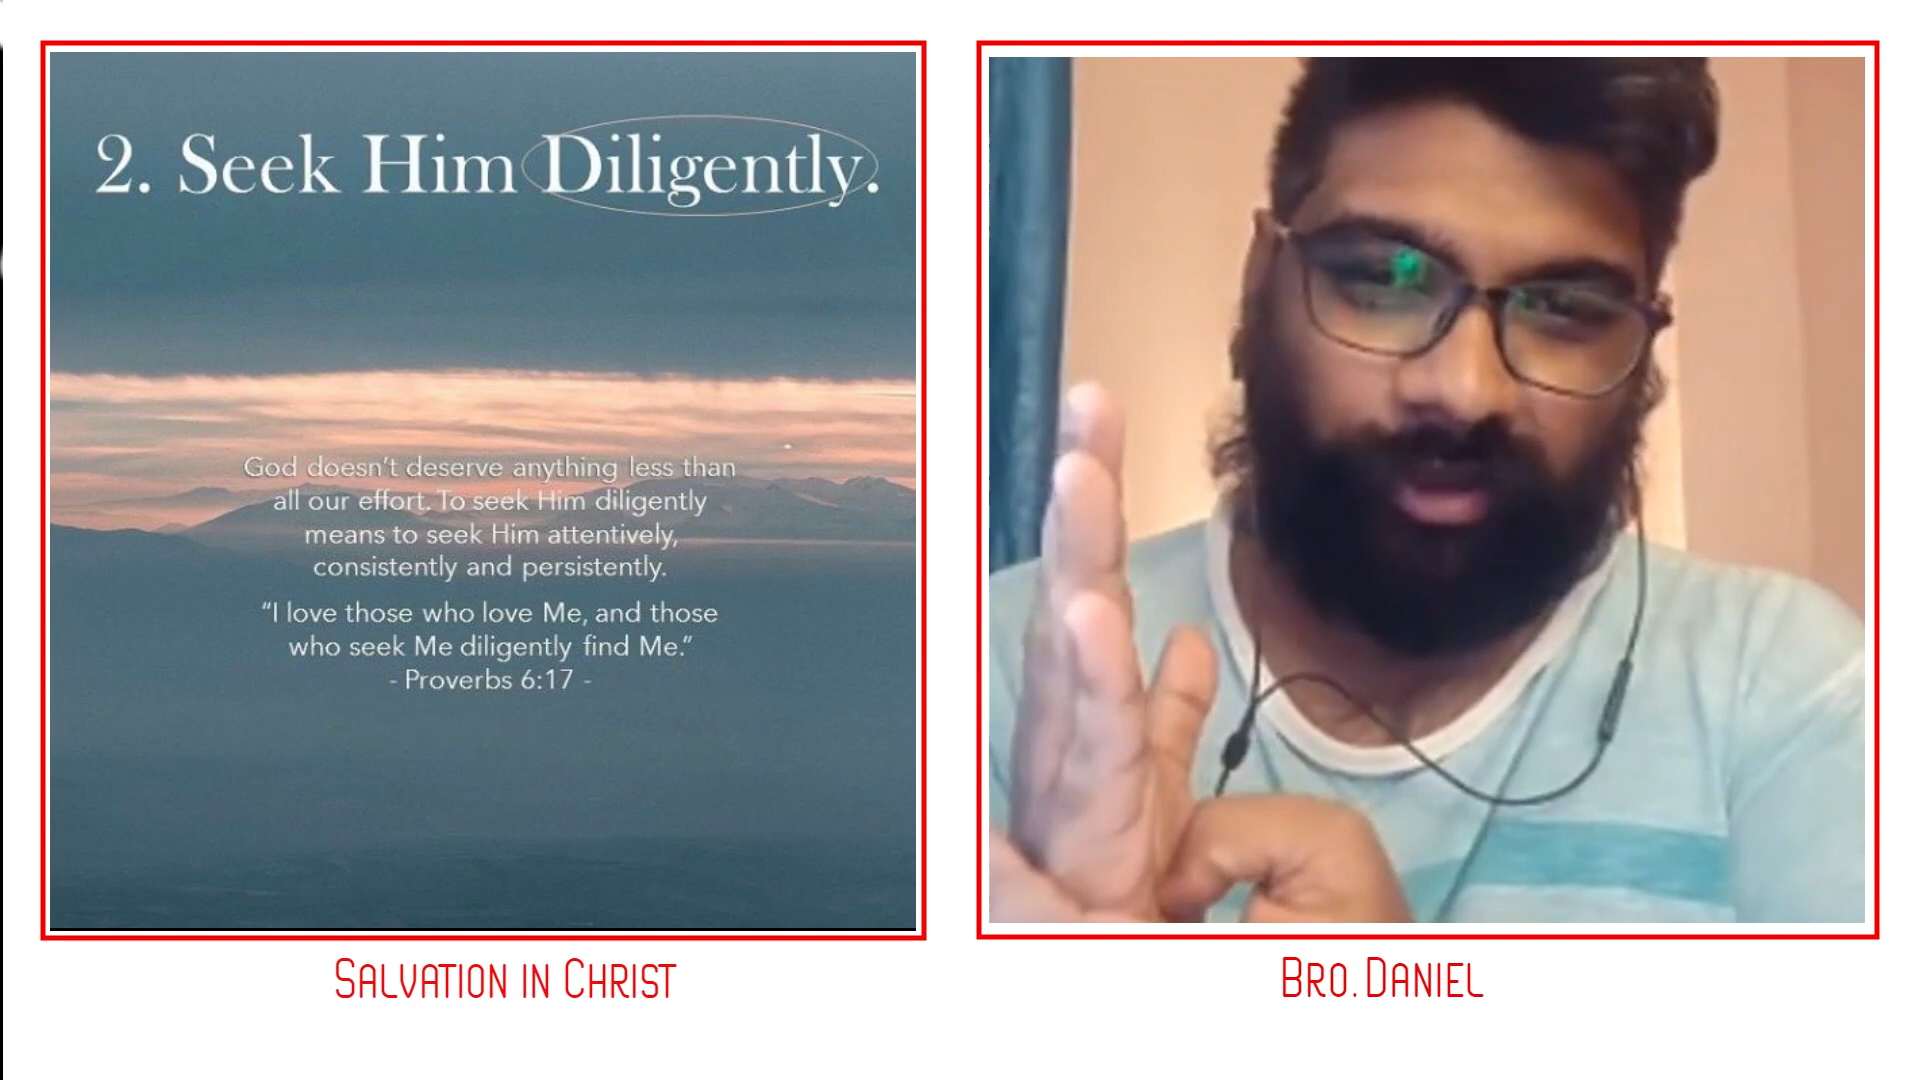 2. Seek Him Diligently.
God doesn't deserve anything less than
all our effort. To seek Him diligently
means to seek Him attentively,
consistently and persistently.
“I love those who love Me, and those
who seek Me diligently find Me.”
- Proverbs 6:17 -
SALVATION IN CHRIST
BRO. DANIEL